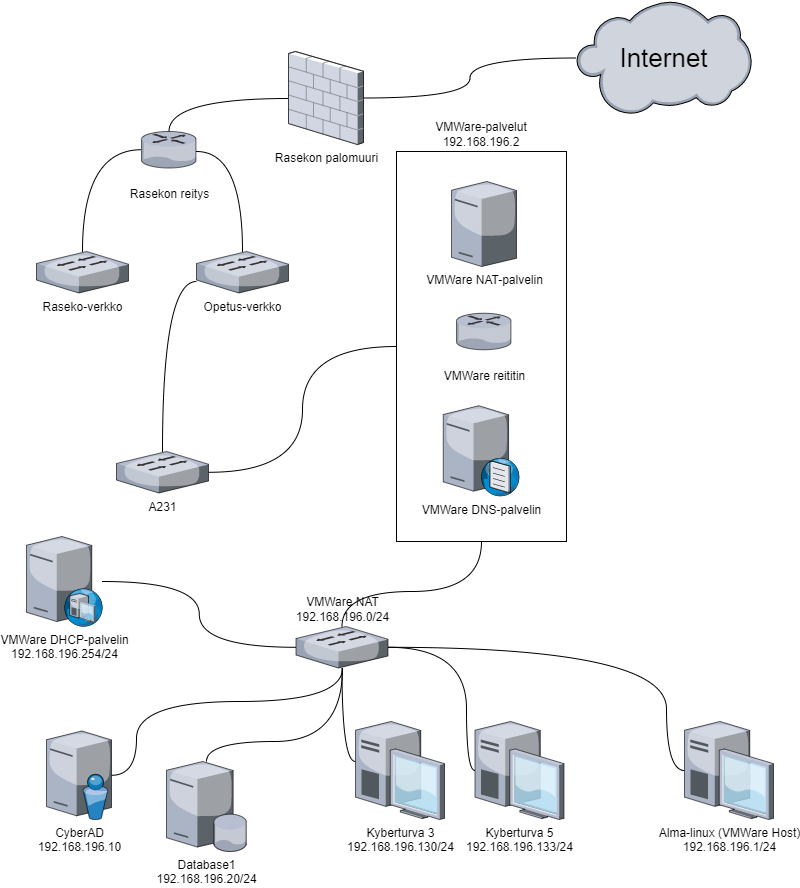 Internet
VMWare-palvelut
192.168.196.2
Rasekon palomuuri
Rasekon reitys
VMWare NAT-palvelin
Raseko-verkko
Opetus-verkko
VMWare reititin
A231
VMWare DNS-palvelin
VMWare NAT
192.168.196.0/24
VMWare DHCP-palvelin
192.168.196.254/24
CyberAD
192.168.196.10
Database1
192.168.196.20/24
Kyberturva 3
192.168.196.130/24
Kyberturva 5
192.168.196.133/24
Alma-linux (VMWare Host)
192.168.196.1/24